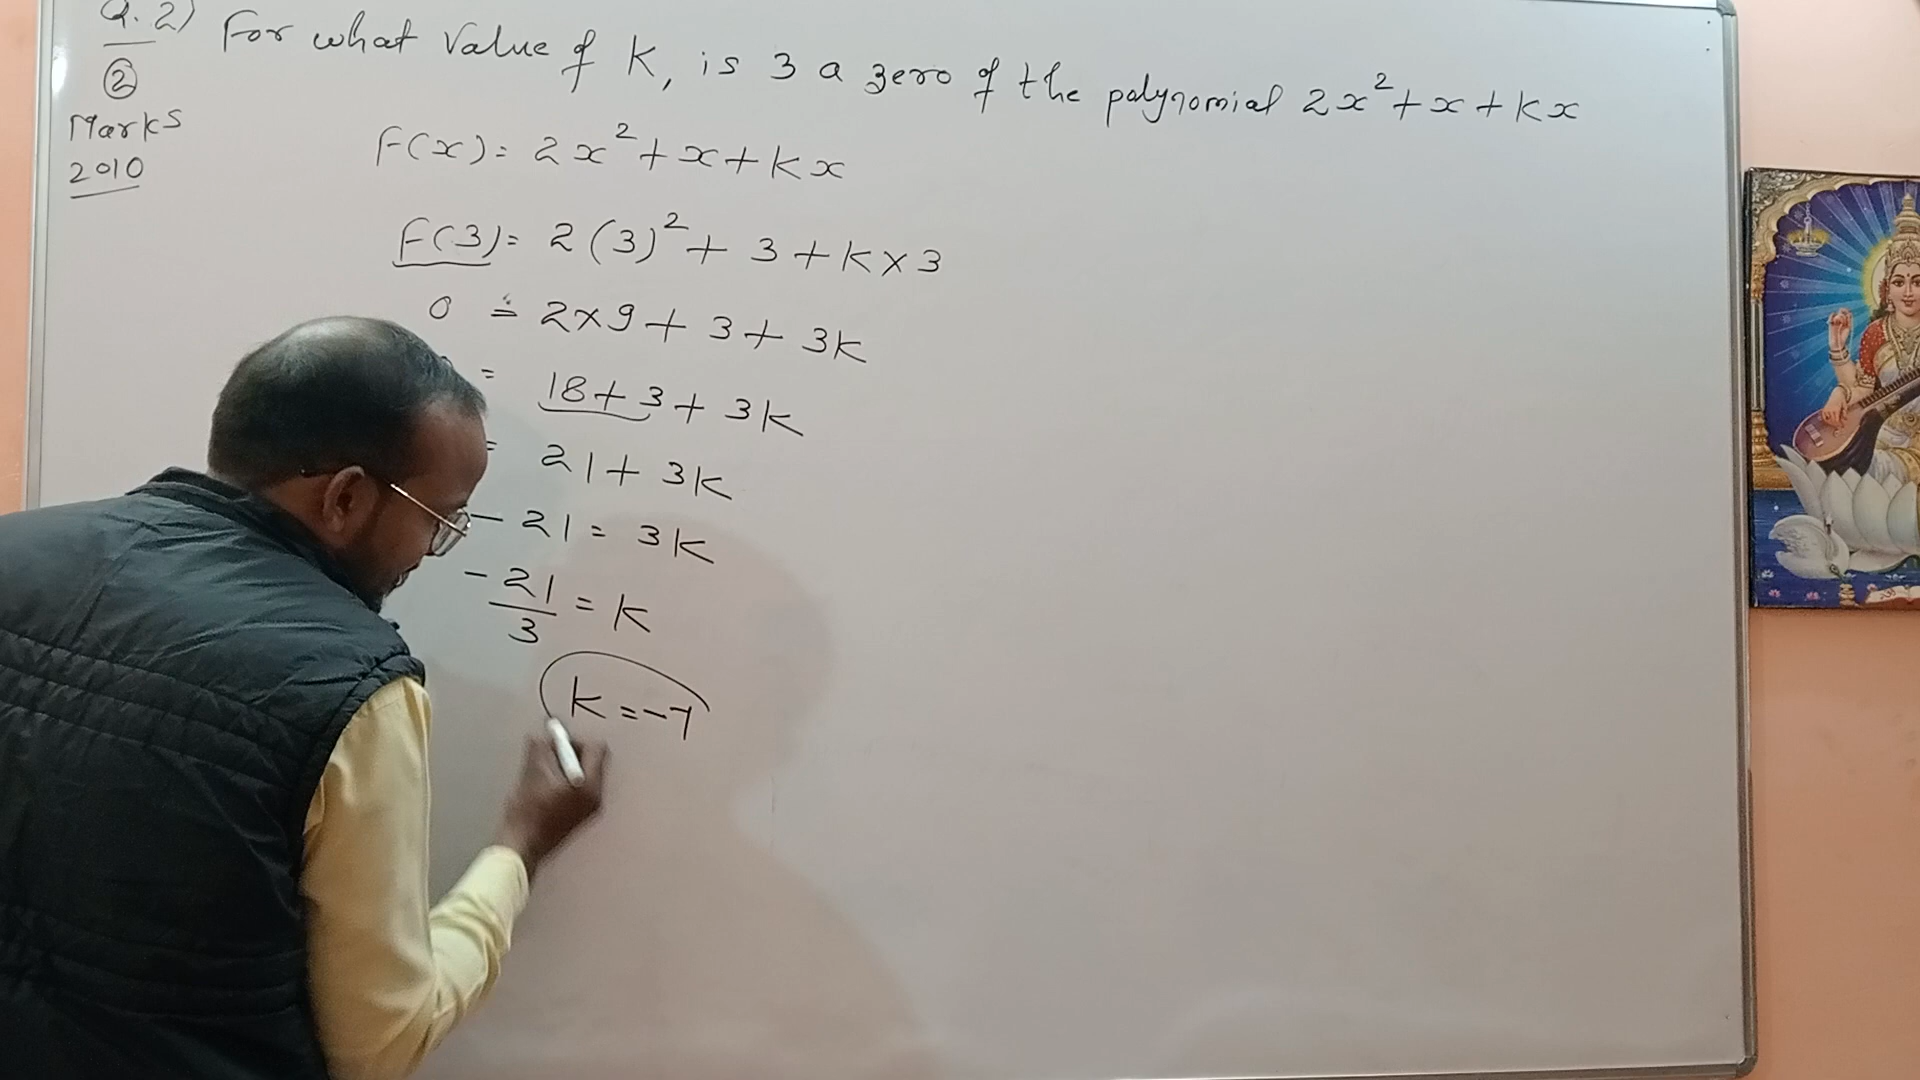 Q. 2) For what value of K, is 3 a zero of the polynomial 2x²+x+kx
②
Marks
2010
F(x) = 2x²+x+kx
F(3) = 2(3)²+ 3+k×3
0 = 2×9+ 3+ 3k
= 18+3+ 3k
= 21+ 3k
- 21 = 3k
-21/3 = k
k = -7